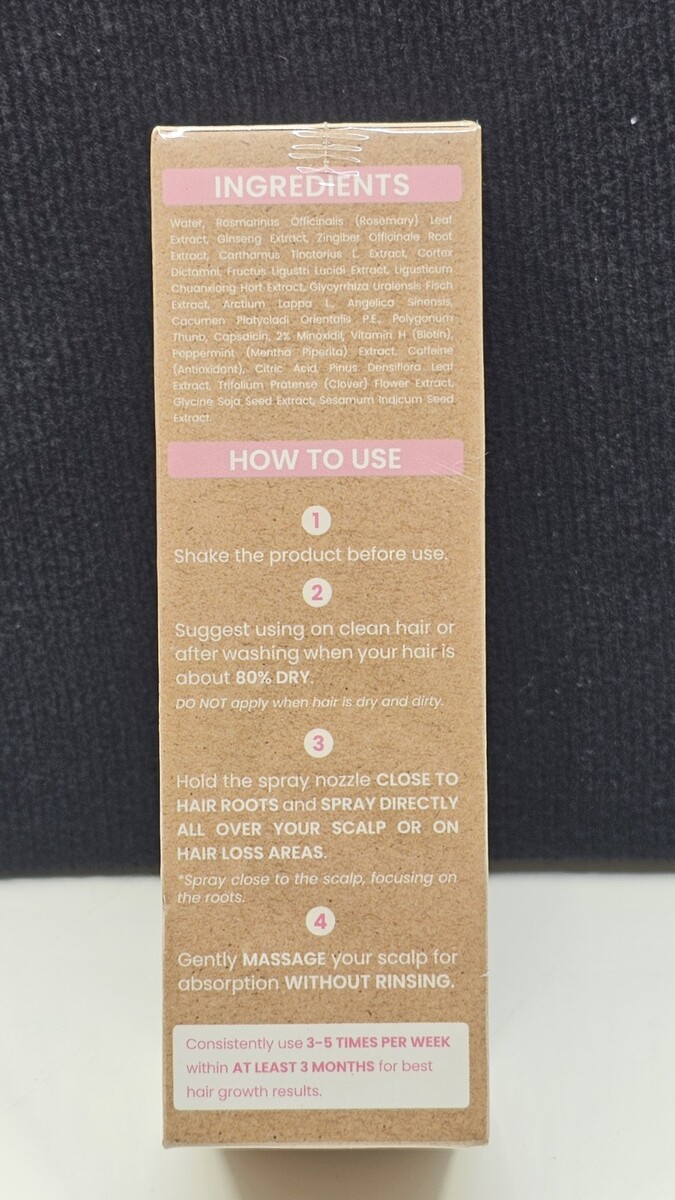 INGREDIENTS
Water, Rosmarinus Officinalis (Rosemary) Leaf
Extract, Ginseng Extract, Zingiber Officinale Root
Extract, Carthamus Tinctorius L. Extract, Cortex
Dictamni, Fructus Ligustri Lucidi Extract, Ligusticum
Chuanxiong Hort Extract, Glycyrrhiza Uralensis Fisch
Extract, Arctium Lappa L., Angelica Sinensis,
Cacumen Platycladi Orientalis P.E., Polygonum
Thunb, Capsaicin, 2% Minoxidil, Vitamin H (Biotin),
Peppermint (Mentha Piperita) Extract, Caffeine
(Antioxidant), Citric Acid, Pinus Densiflora Leaf
Extract, Trifolium Pratense (Clover) Flower Extract,
Glycine Soja Seed Extract, Sesamum Indicum Seed
Extract.
HOW TO USE
1
Shake the product before use.
2
Suggest using on clean hair or
after washing when your hair is
about 80% DRY.
DO NOT apply when hair is dry and dirty.
3
Hold the spray nozzle CLOSE TO
HAIR ROOTS and SPRAY DIRECTLY
ALL OVER YOUR SCALP OR ON
HAIR LOSS AREAS.
*Spray close to the scalp, focusing on
the roots.
4
Gently MASSAGE your scalp for
absorption WITHOUT RINSING.
Consistently use 3-5 TIMES PER WEEK
within AT LEAST 3 MONTHS for best
hair growth results.